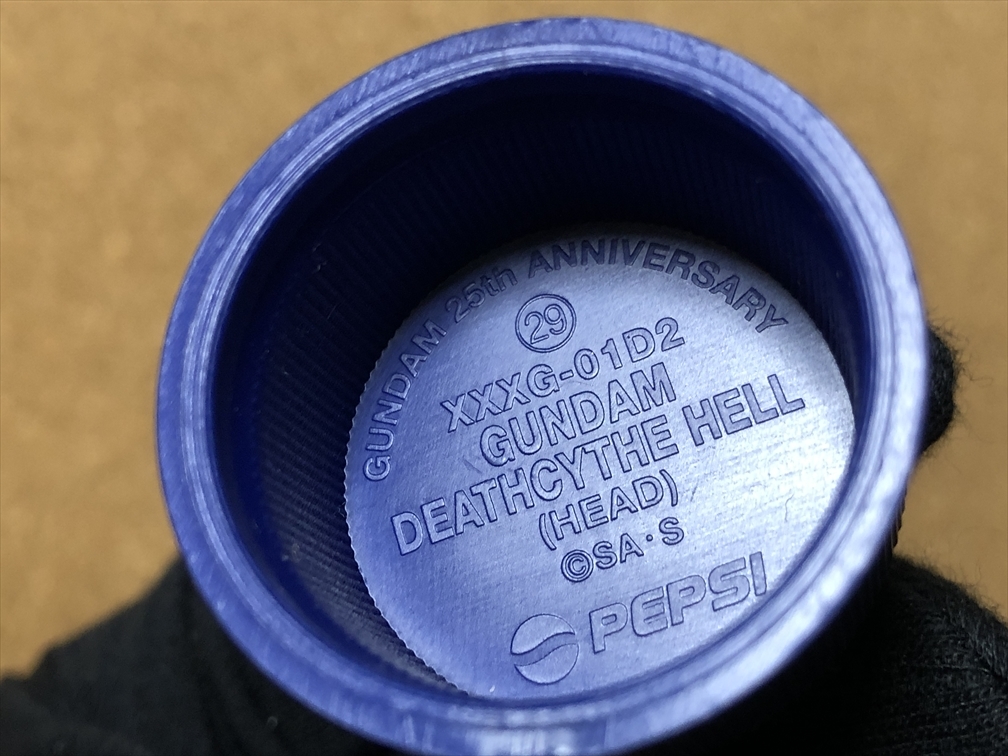 GUNDAM 25th ANNIVERSARY
29
XXXG-01D2
GUNDAM
DEATHCYTHE HELL
(HEAD)
©SA·S
PEPSI